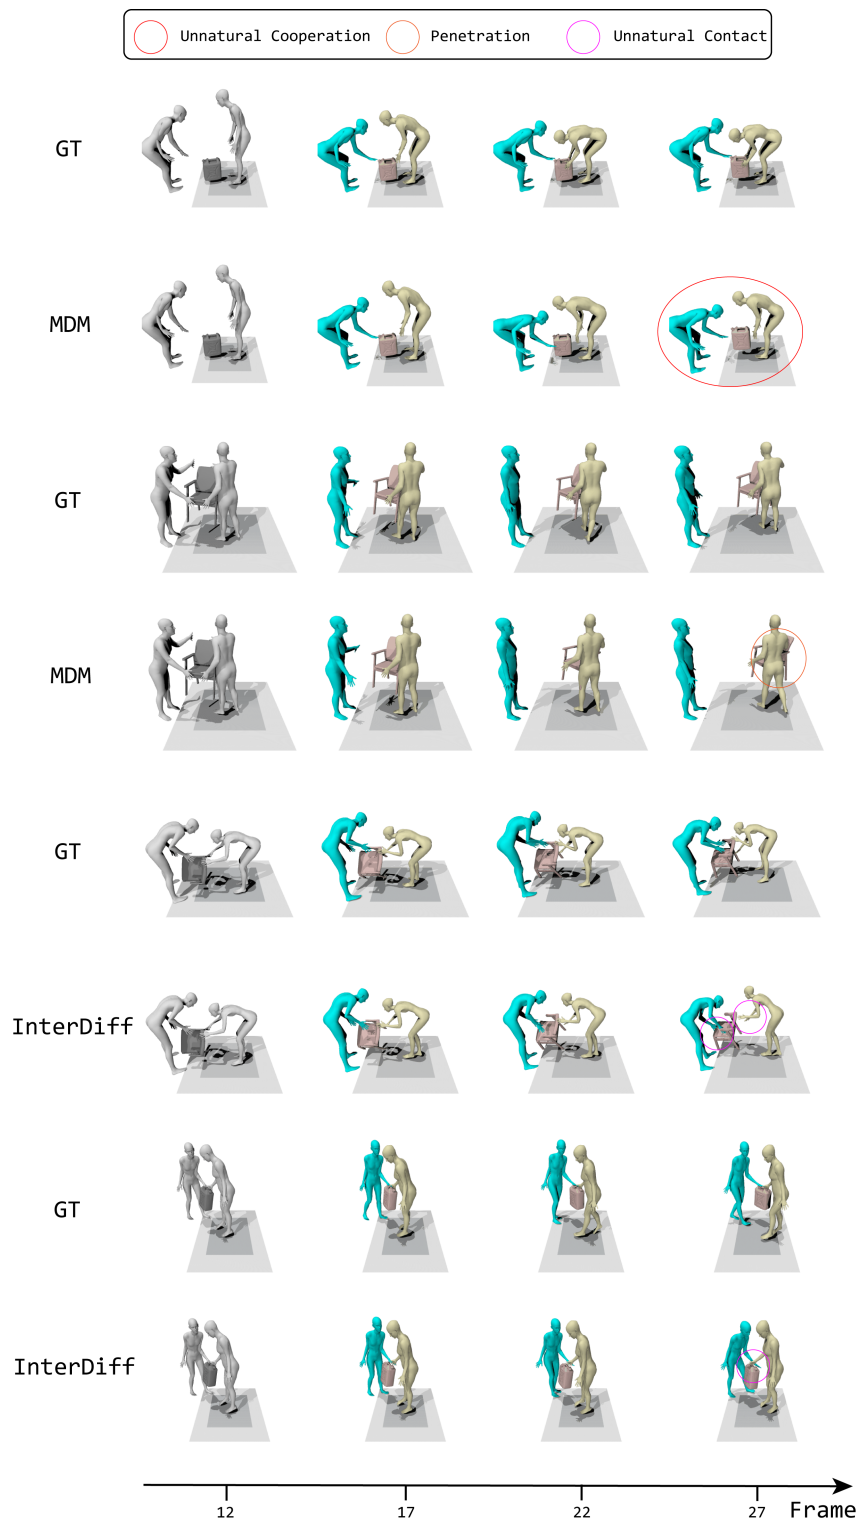 Unnatural Cooperation Penetration Unnatural Contact
GT
MDM
GT
MDM
GT
InterDiff
GT
InterDiff
12 17 22 27 Frame